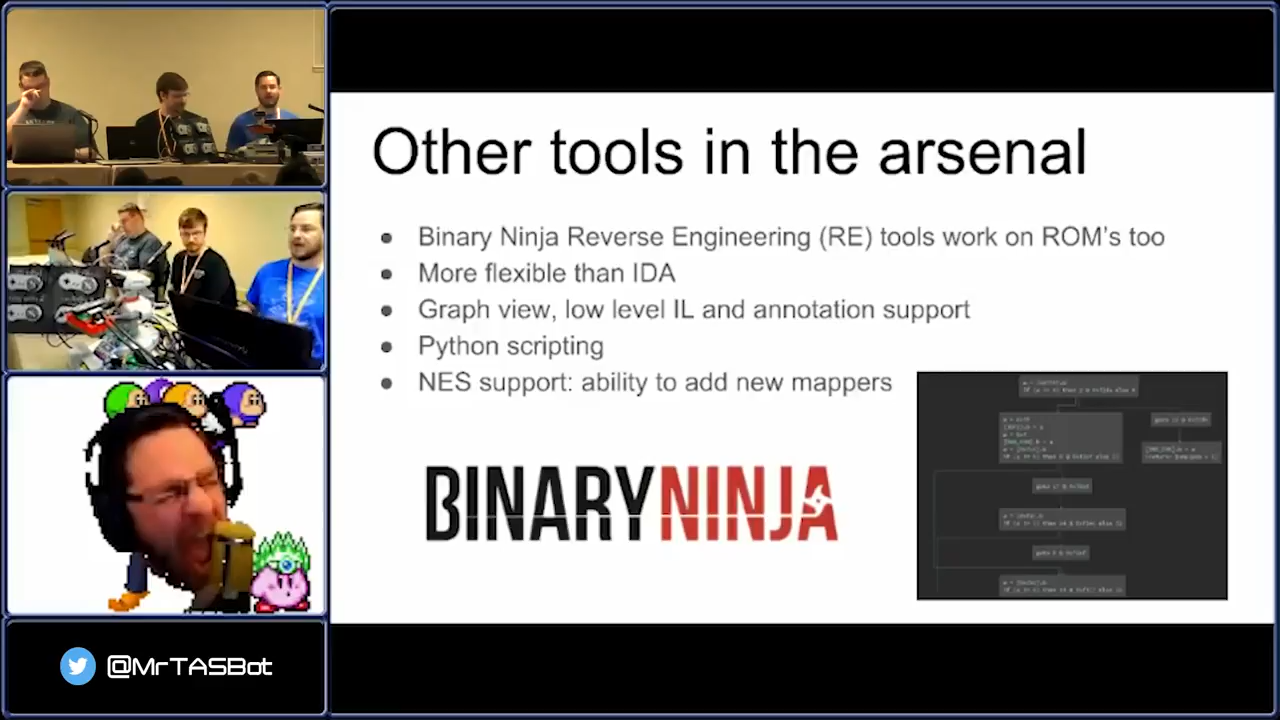 Other tools in the arsenal
Binary Ninja Reverse Engineering (RE) tools work on ROM's too
More flexible than IDA
Graph view, low level IL and annotation support
Python scripting
NES support: ability to add new mappers
BINARYNINJA
@MrTASBot